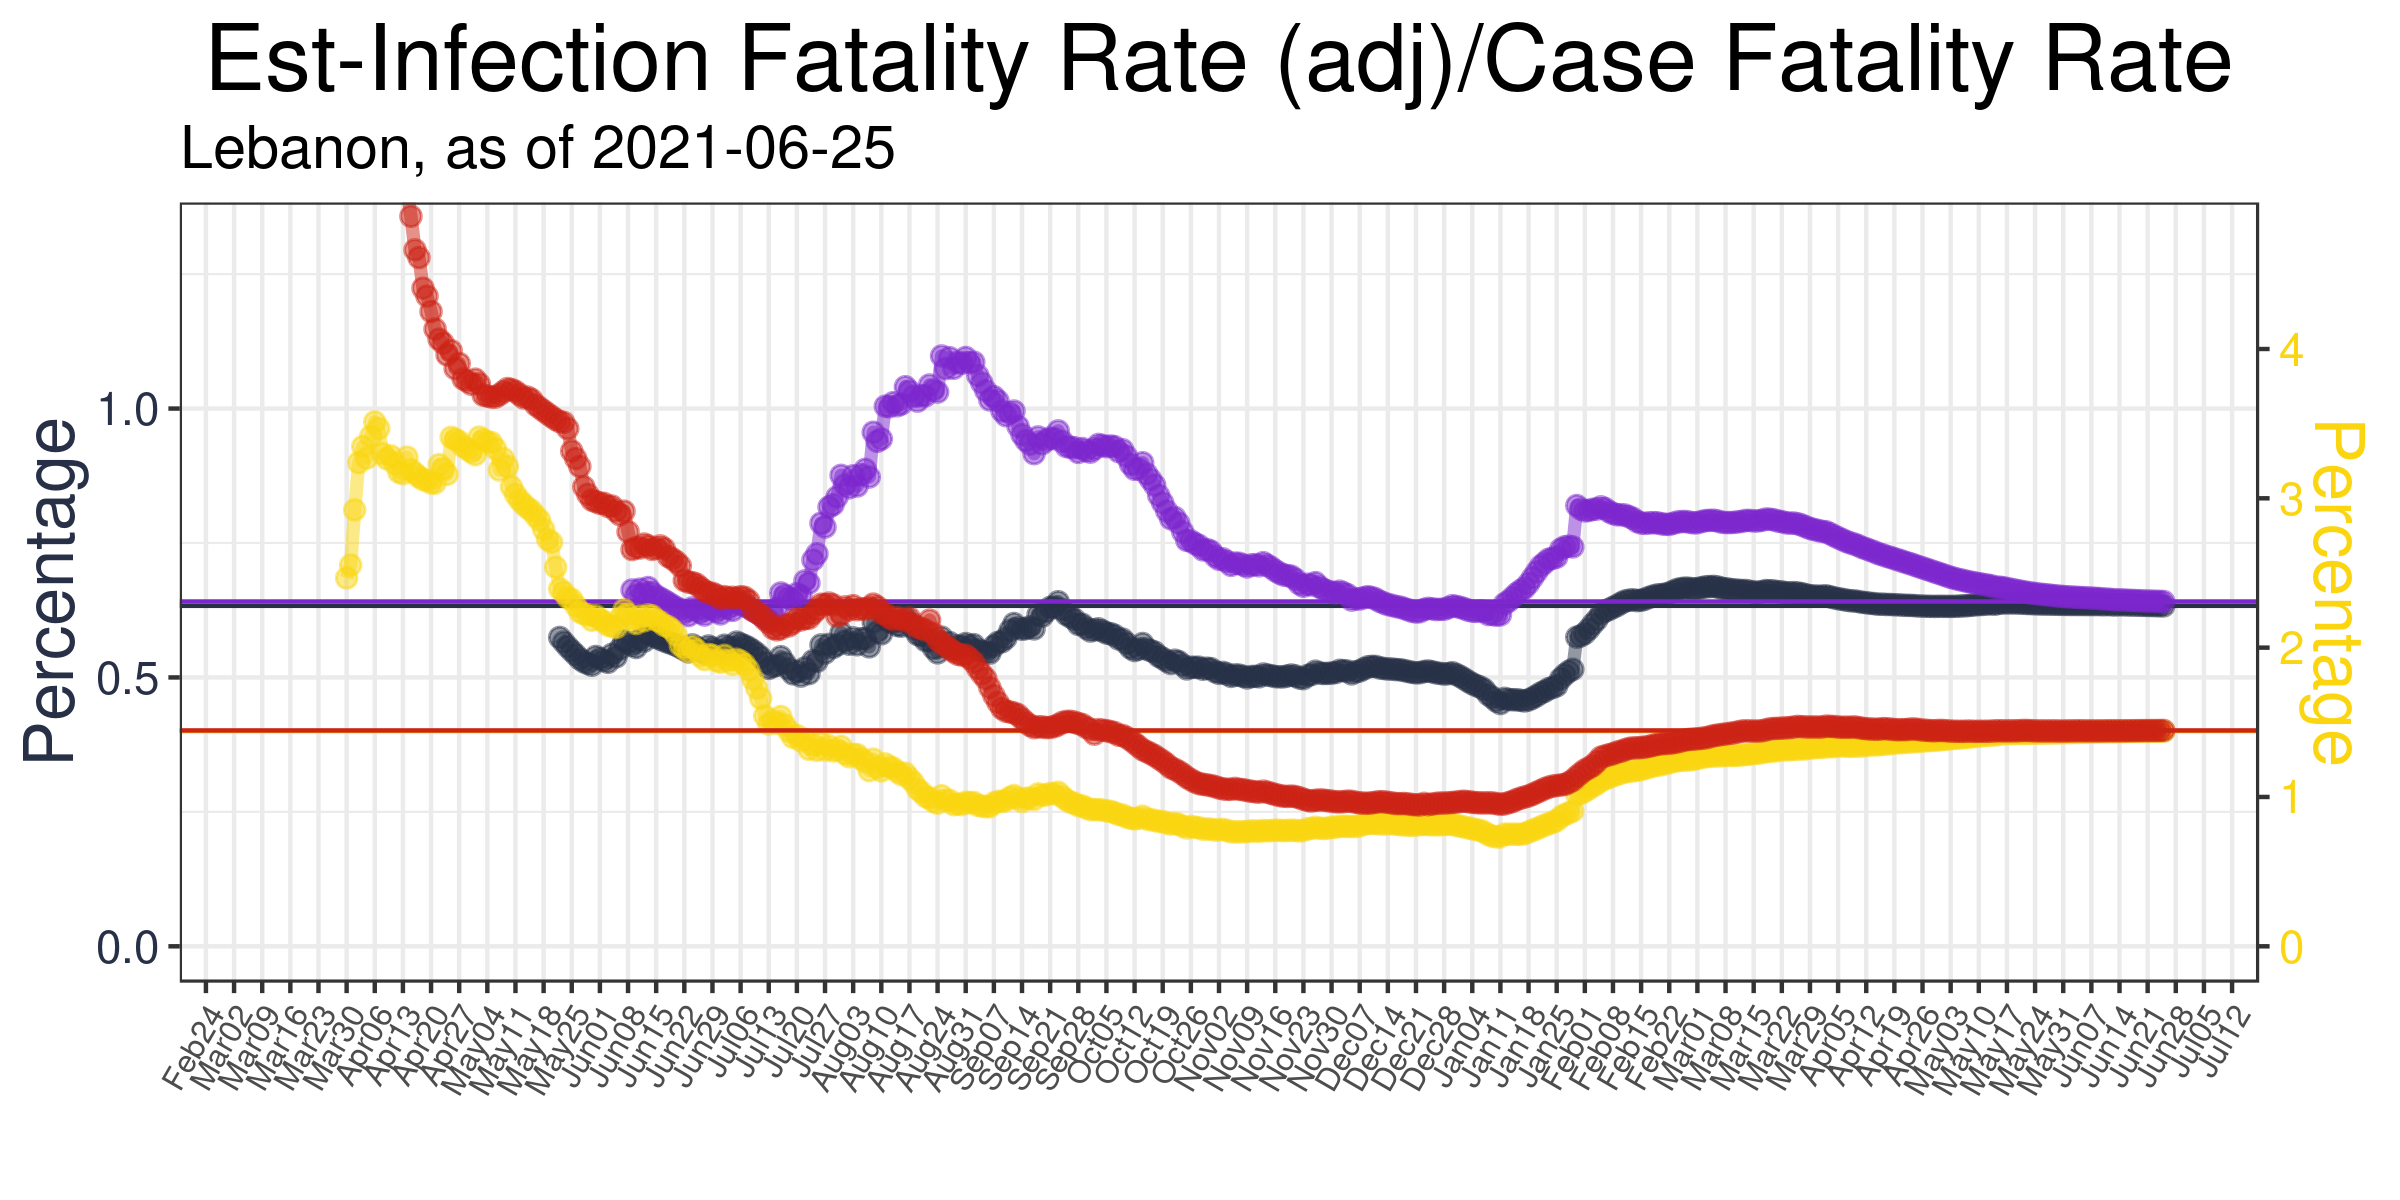 Est-Infection Fatality Rate (adj)/Case Fatality Rate
Lebanon, as of 2021-06-25
Percentage
1.0
0.5
0.0
4
3
2
1
0
Percentage
Feb24
Mar02
Mar09
Mar16
Mar23
Mar30
Apr06
Apr13
Apr20
Apr27
May04
May11
May18
May25
Jun01
Jun08
Jun15
Jun22
Jun29
Jul06
Jul13
Jul20
Jul27
Aug03
Aug10
Aug17
Aug24
Aug31
Sep07
Sep14
Sep21
Sep28
Oct05
Oct12
Oct19
Oct26
Nov02
Nov09
Nov16
Nov23
Nov30
Dec07
Dec14
Dec21
Dec28
Jan04
Jan11
Jan18
Jan25
Feb01
Feb08
Feb15
Feb22
Mar01
Mar08
Mar15
Mar22
Mar29
Apr05
Apr12
Apr19
Apr26
May03
May10
May17
May24
May31
Jun07
Jun14
Jun21
Jun28
Jul05
Jul12